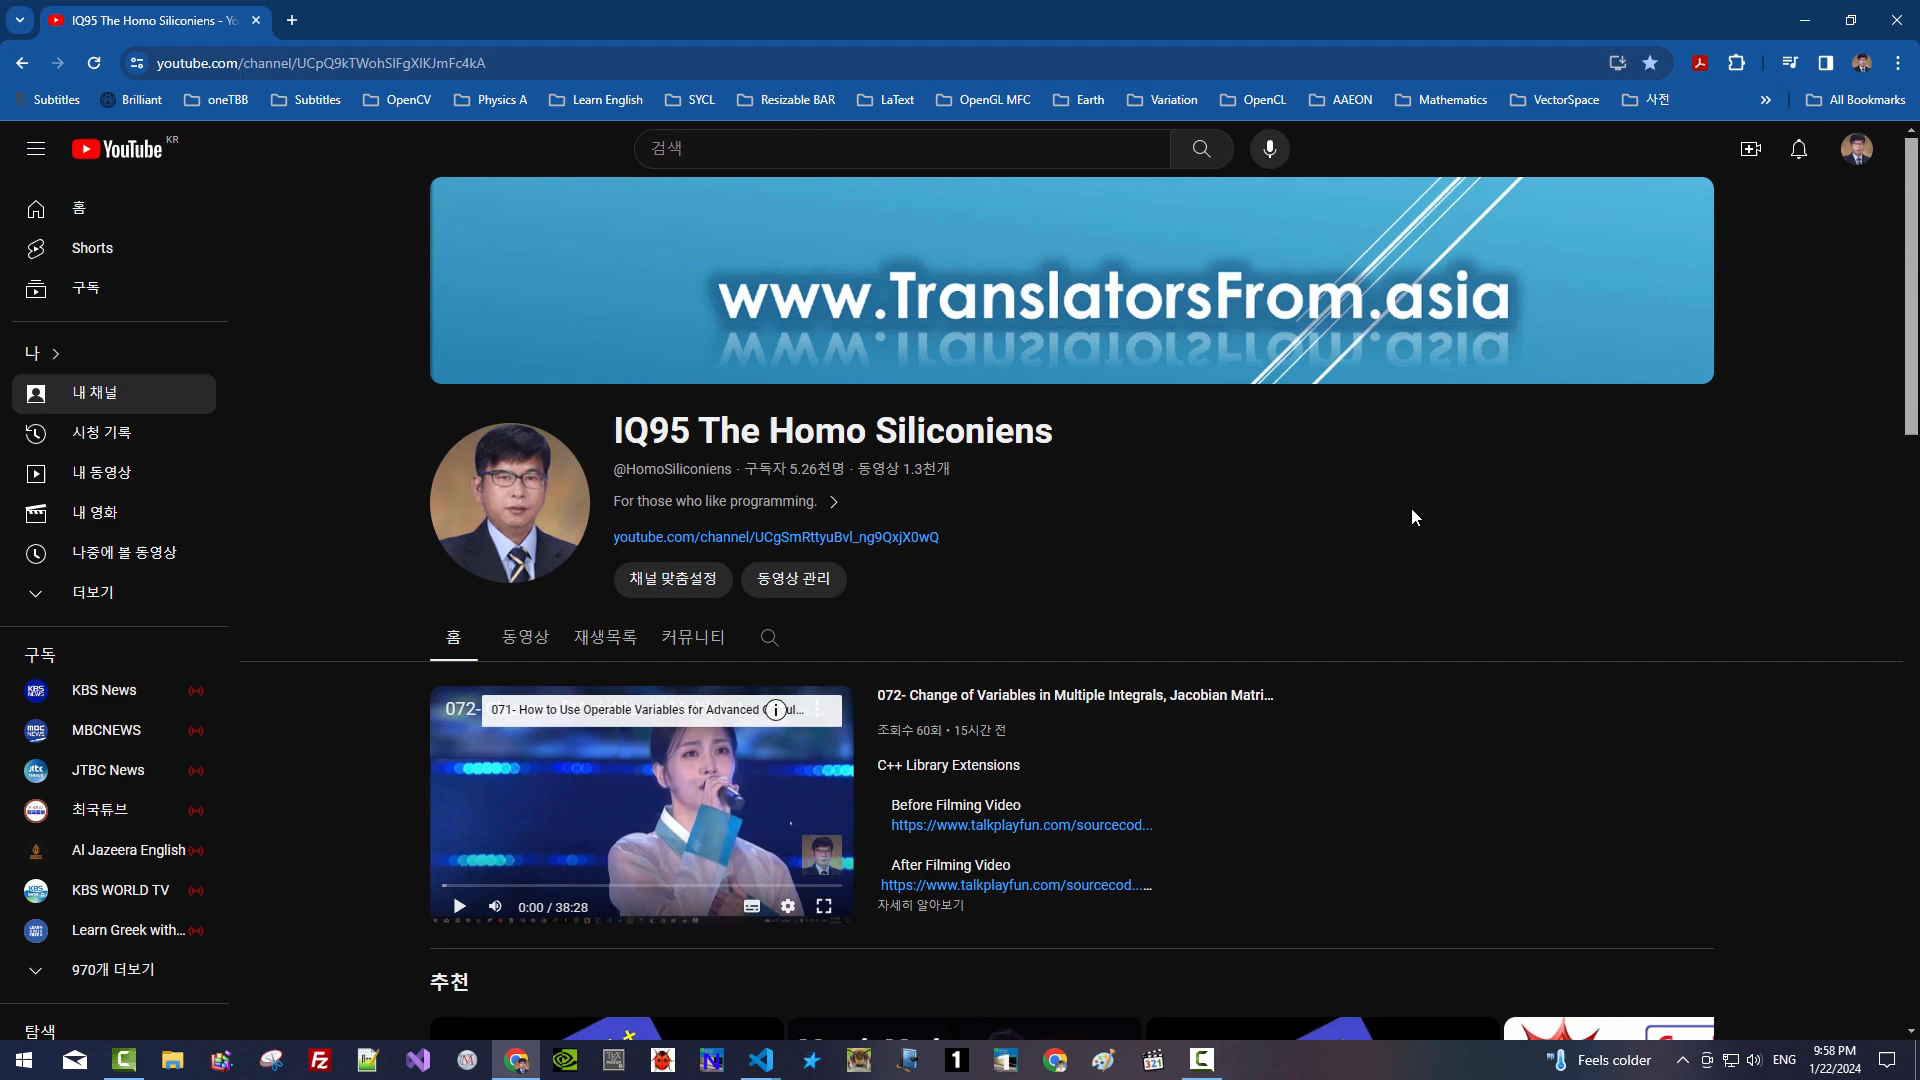 IQ95 The Homo Siliconiens - Yo
youtube.com/channel/UCpQ9kTWohSlFgXlKJmFc4kA
Subtitles
Brilliant
oneTBB
Subtitles
OpenCV
Physics A
Learn English
SYCL
Resizable BAR
LaText
OpenGL MFC
Earth
Variation
OpenCL
AAEON
Mathematics
VectorSpace
사전
All Bookmarks
YouTube KR
검색
홈
Shorts
구독
나
내 채널
시청 기록
내 동영상
내 영화
나중에 볼 동영상
더보기
구독
KBS News
MBCNEWS
JTBC News
최국튜브
Al Jazeera English
KBS WORLD TV
Learn Greek with...
970개 더보기
탐색
www.TranslatorsFrom.asia
IQ95 The Homo Siliconiens
@HomoSiliconiens · 구독자 5.26천명 · 동영상 1.3천개
For those who like programming.
youtube.com/channel/UCgSmRttyuBvl_ng9QxjX0wQ
채널 맞춤설정
동영상 관리
홈
동영상
재생목록
커뮤니티
072-
071- How to Use Operable Variables for Advanced
0:00 / 38:28
072- Change of Variables in Multiple Integrals, Jacobian Matri...
조회수 60회 • 15시간 전
C++ Library Extensions
Before Filming Video
https://www.talkplayfun.com/sourcecod...
After Filming Video
https://www.talkplayfun.com/sourcecod......
자세히 알아보기
추천
Feels colder
ENG
9:58 PM
1/22/2024